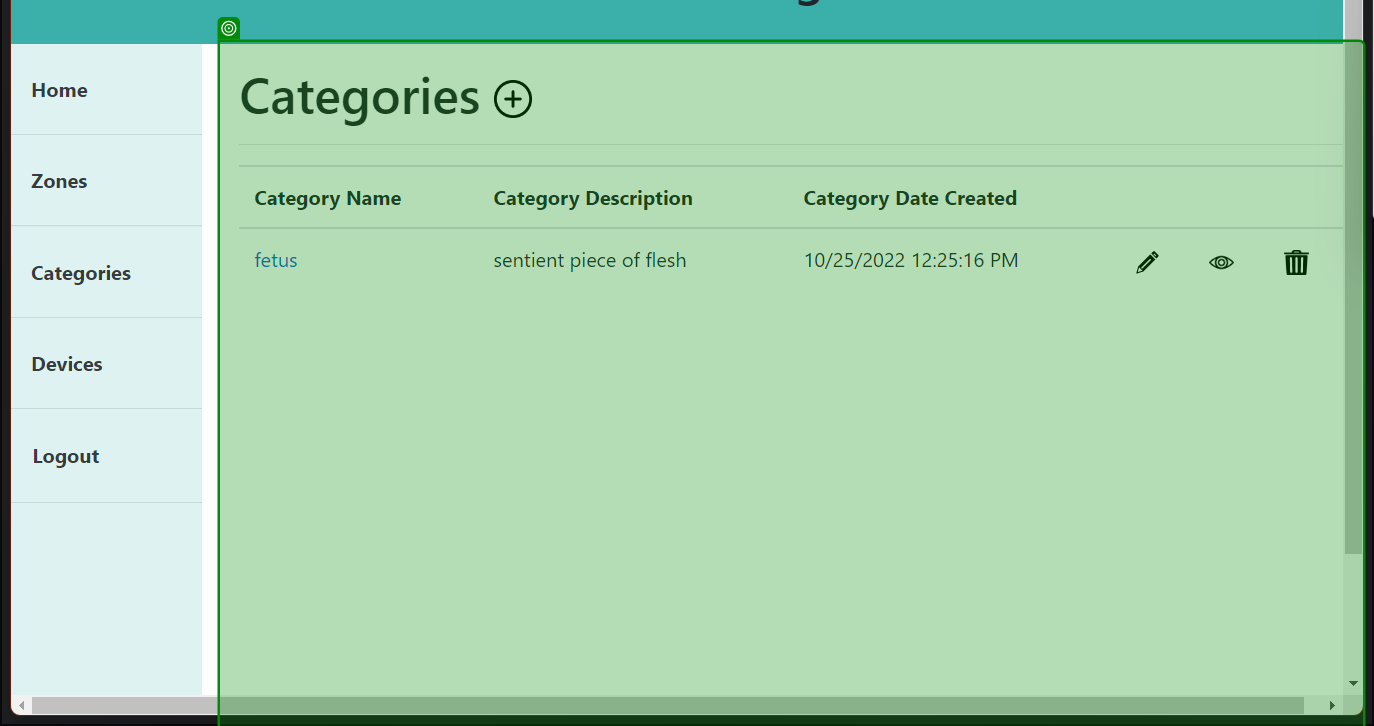 Home
Zones
Categories
Devices
Logout
Categories
Category Name Category Description Category Date Created
fetus sentient piece of flesh 10/25/2022 12:25:16 PM